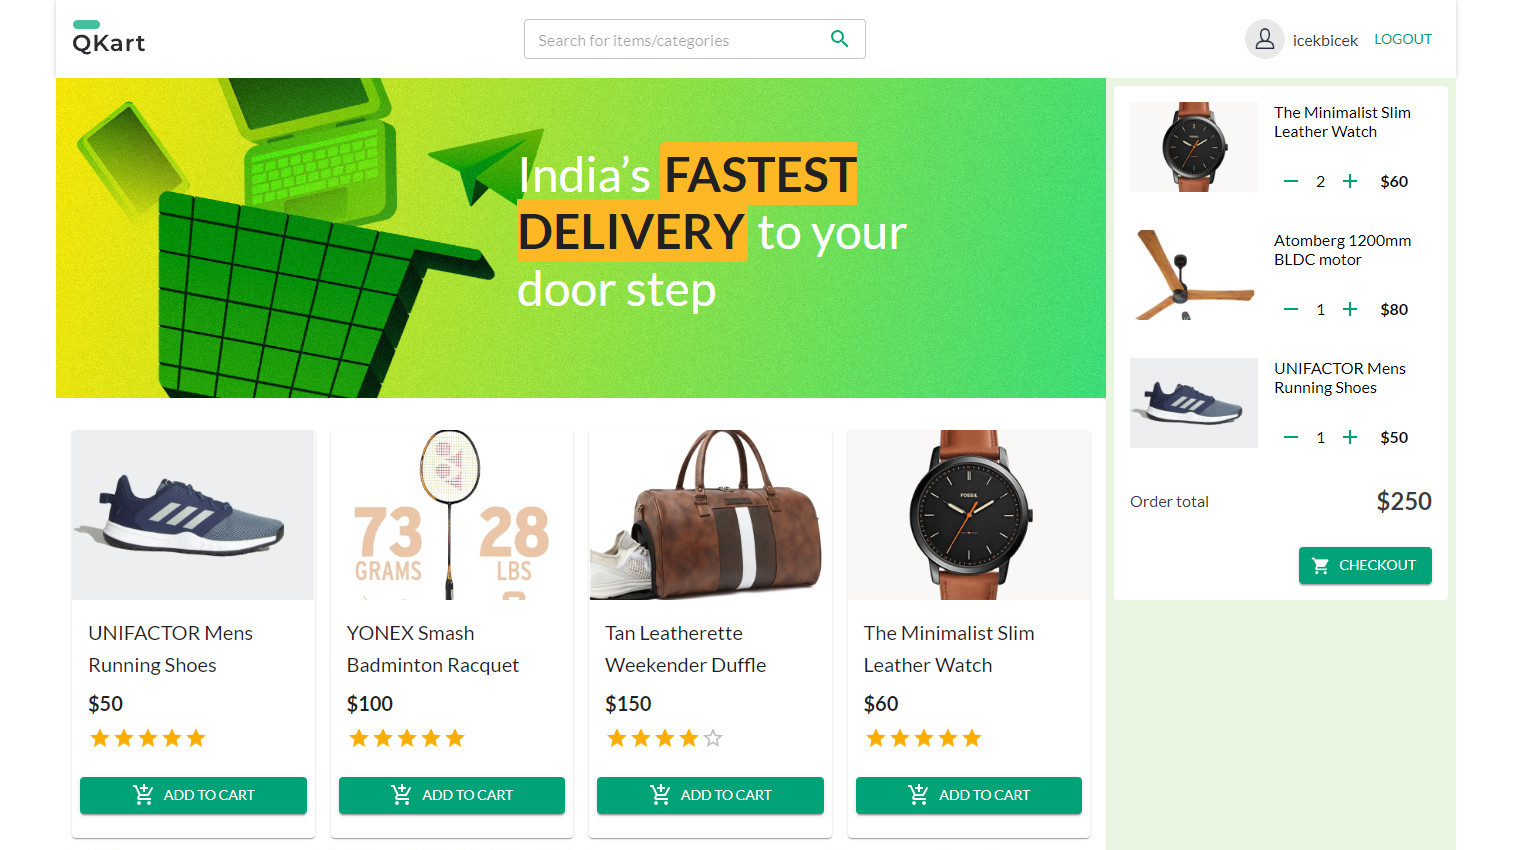 QKart
Search for items/categories
icekbicek
LOGOUT
India’s FASTEST
DELIVERY to your
door step
The Minimalist Slim
Leather Watch
2
$60
Atomberg 1200mm
BLDC motor
1
$80
UNIFACTOR Mens
Running Shoes
1
$50
Order total
$250
CHECKOUT
73
GRAMS
28
LBS
FOSSIL
UNIFACTOR Mens
Running Shoes
$50
ADD TO CART
YONEX Smash
Badminton Racquet
$100
ADD TO CART
Tan Leatherette
Weekender Duffle
$150
ADD TO CART
The Minimalist Slim
Leather Watch
$60
ADD TO CART